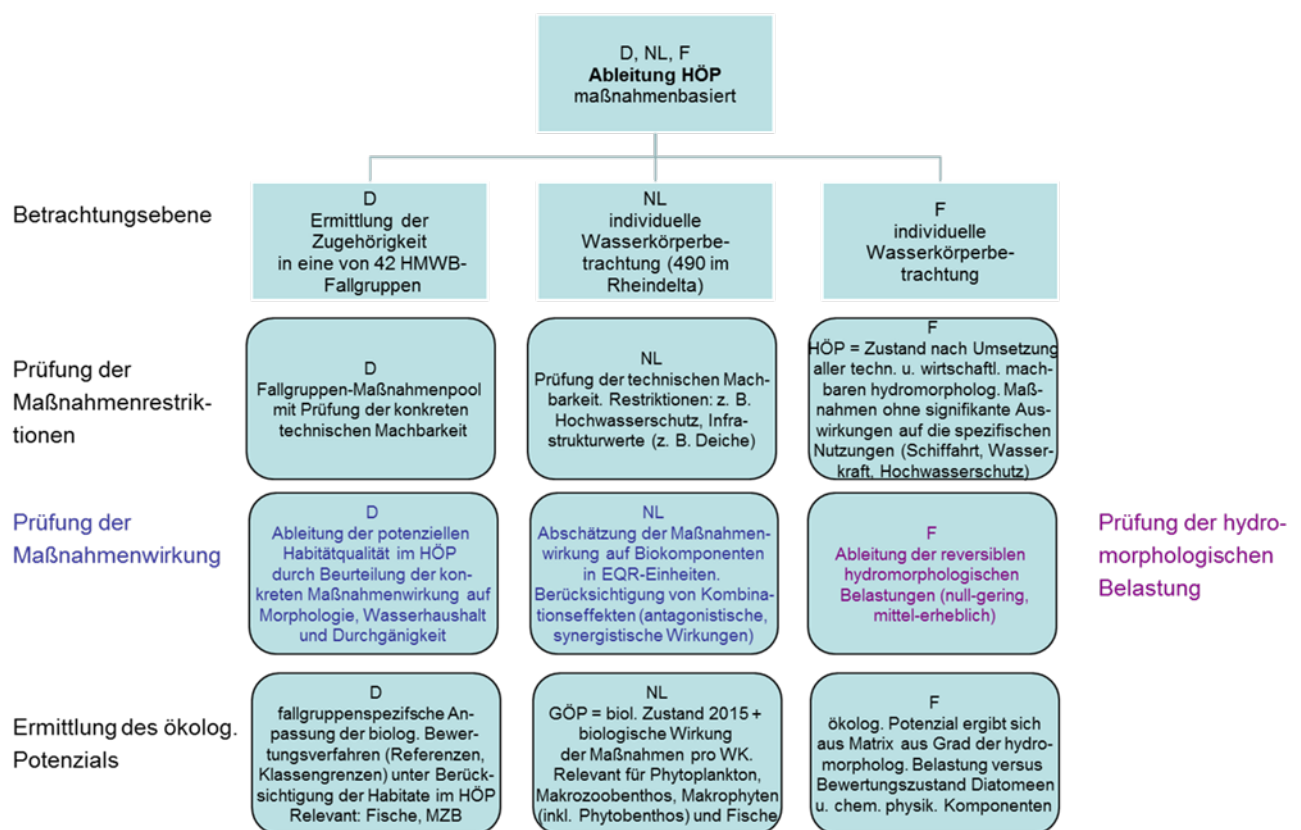 D, NL, F
Ableitung HÖP
maßnahmenbasiert
Betrachtungsebene
D
Ermittlung der
Zugehörigkeit
in eine von 42 HMWB-
Fallgruppen
NL
individuelle
Wasserkörperbe-
trachtung (490 im
Rheindelta)
F
individuelle
Wasserkörperbe-
trachtung
Prüfung der
Maßnahmenrestrik-
tionen
D
Fallgruppen-Maßnahmenpool
mit Prüfung der konkreten
technischen Machbarkeit
NL
Prüfung der technischen Mach-
barkeit. Restriktionen: z. B.
Hochwasserschutz, Infra-
strukturwerte (z. B. Deiche)
F
HÖP = Zustand nach Umsetzung
aller techn. u. wirtschaftl. mach-
baren hydromorpholog. Maß-
nahmen ohne signifikante Aus-
wirkungen auf die spezifischen
Nutzungen (Schiffahrt, Wasser-
kraft, Hochwasserschutz)
Prüfung der
Maßnahmenwirkung
D
Ableitung der potenziellen
Habitätqualität im HÖP
durch Beurteilung der kon-
kreten Maßnahmenwirkung auf
Morphologie, Wasserhaushalt
und Durchgänigkeit
NL
Abschätzung der Maßnahmen-
wirkung auf Biokomponenten
in EQR-Einheiten.
Berücksichtigung von Kombina-
tionseffekten (antagonistische,
synergistische Wirkungen)
F
Ableitung der reversiblen
hydromorphologischen
Belastungen (null-gering,
mittel-erheblich)
Prüfung der hydro-
morphologischen
Belastung
Ermittlung des ökolog.
Potenzials
D
fallgruppenspezifsche An-
passung der biolog. Bewer-
tungsverfahren (Referenzen,
Klassengrenzen) unter Berück-
sichtigung der Habitate im HÖP
Relevant: Fische, MZB
NL
GÖP = biol. Zustand 2015 +
biologische Wirkung
der Maßnahmen pro WK.
Relevant für Phytoplankton,
Makrozoobenthos, Makrophyten
(inkl. Phytobenthos) und Fische
F
ökolog. Potenzial ergibt sich
aus Matrix aus Grad der hydro-
morpholog. Belastung versus
Bewertungszustand Diatomeen
u. chem. physik. Komponenten